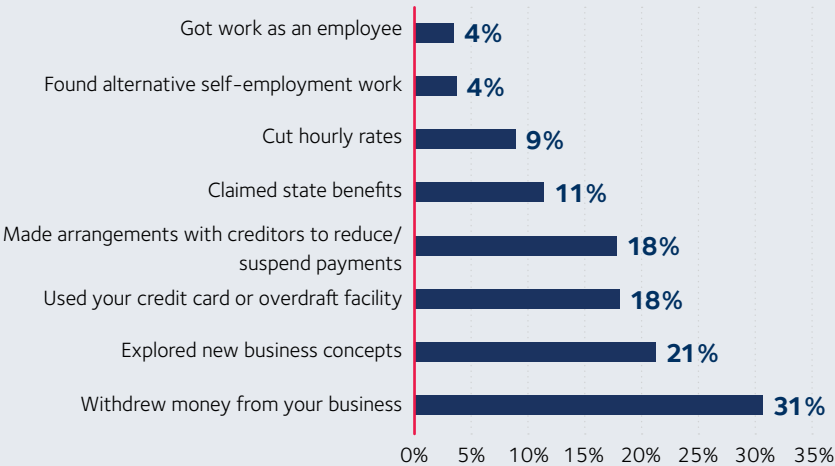 Got work as an employee 4%
Found alternative self-employment work 4%
Cut hourly rates 9%
Claimed state benefits 11%
Made arrangements with creditors to reduce/
suspend payments 18%
Used your credit card or overdraft facility 18%
Explored new business concepts 21%
Withdrew money from your business 31%
0% 5% 10% 15% 20% 25% 30% 35%